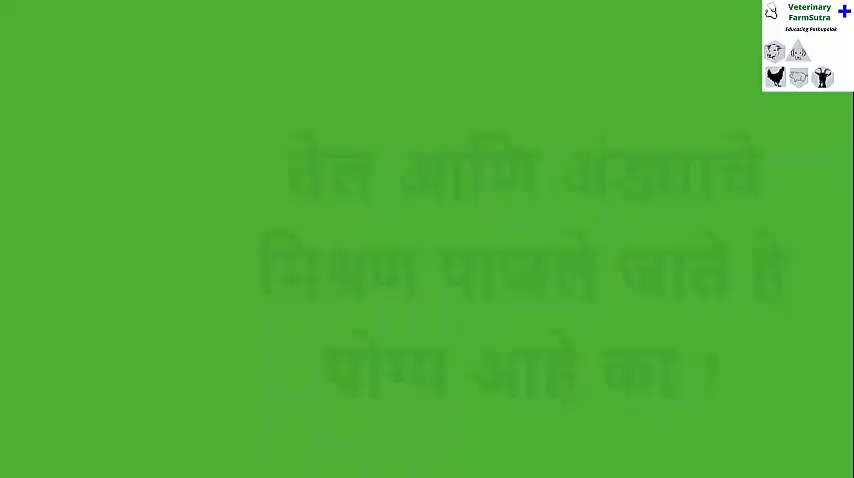 Veterinary
FarmSutra
Educating Pashupalak
तेल आणि अंड्याचे
मिश्रण पाजले जाते हे
योग्य आहे का ?